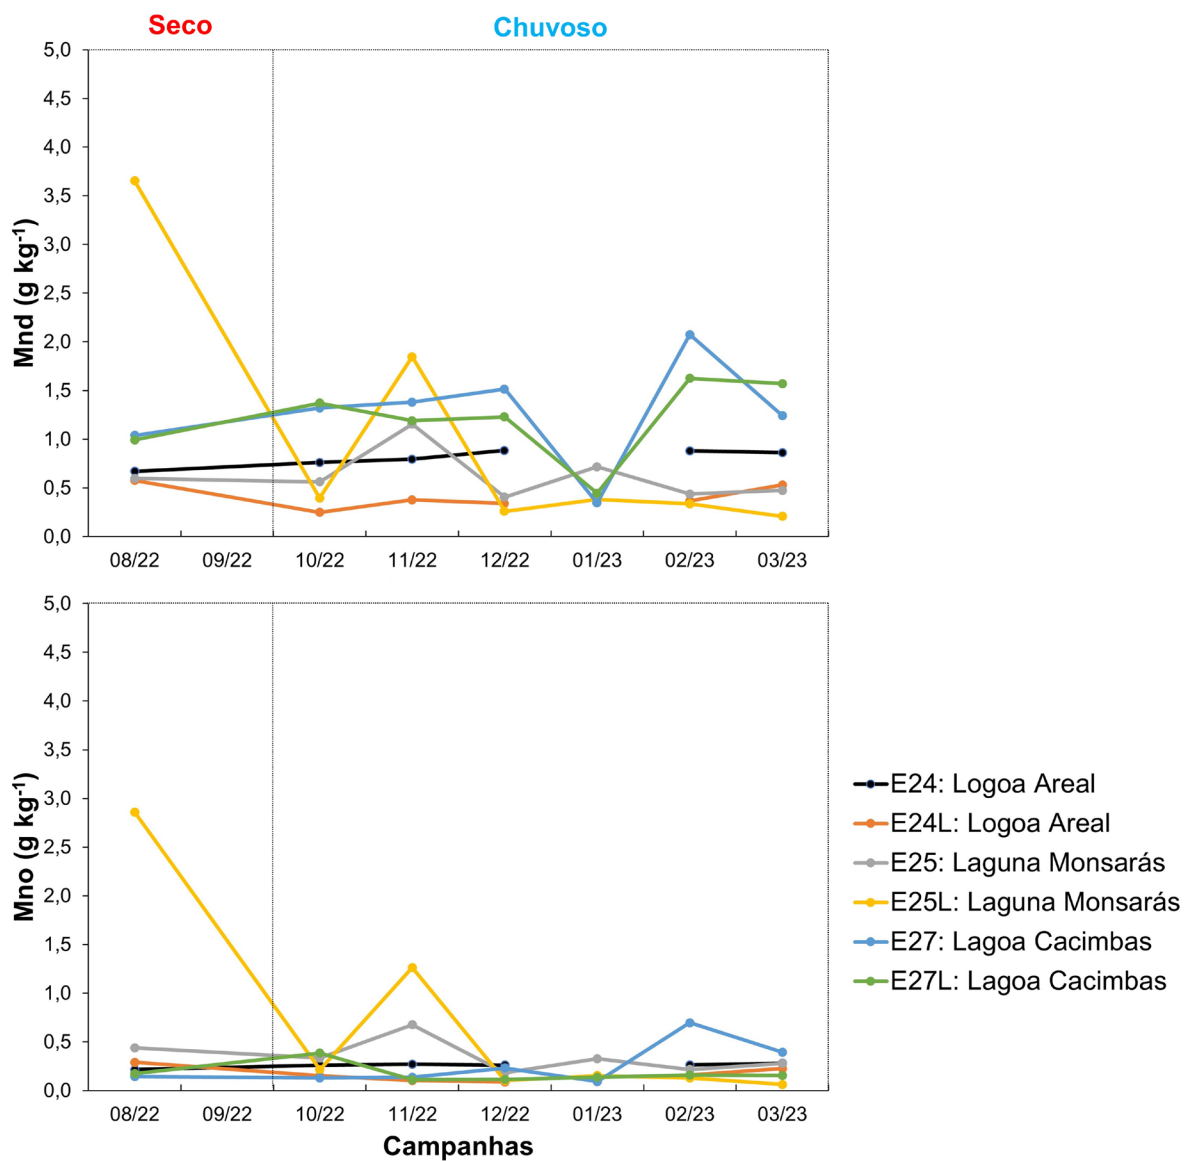 Seco
Chuvoso
Mnd (g kg⁻¹)
5,0
4,5
4,0
3,5
3,0
2,5
2,0
1,5
1,0
0,5
0,0
08/22 09/22 10/22 11/22 12/22 01/23 02/23 03/23
Mno (g kg⁻¹)
5,0
4,5
4,0
3,5
3,0
2,5
2,0
1,5
1,0
0,5
0,0
08/22 09/22 10/22 11/22 12/22 01/23 02/23 03/23
Campanhas
E24: Logoa Areal
E24L: Logoa Areal
E25: Laguna Monsarás
E25L: Laguna Monsarás
E27: Lagoa Cacimbas
E27L: Lagoa Cacimbas